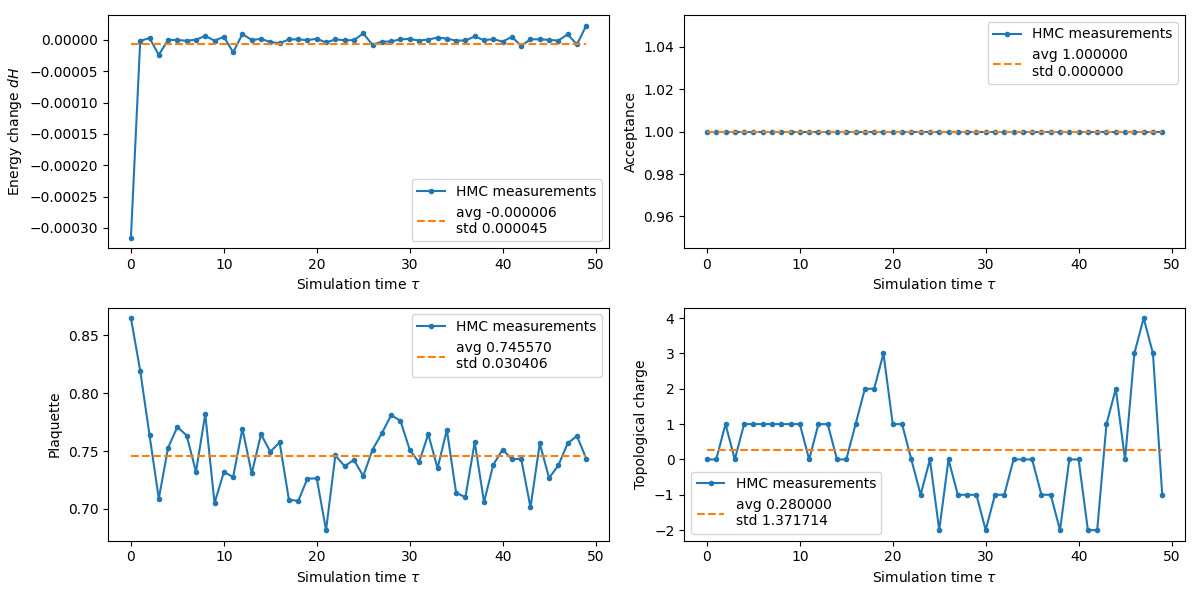 0.00000
−0.00005
−0.00010
−0.00015
−0.00020
−0.00025
−0.00030
Energy change dH
HMC measurements
avg -0.000006
std 0.000045
0 10 20 30 40 50
Simulation time τ
1.04
1.02
1.00
0.98
0.96
Acceptance
HMC measurements
avg 1.000000
std 0.000000
0 10 20 30 40 50
Simulation time τ
0.85
0.80
0.75
0.70
Plaquette
HMC measurements
avg 0.745570
std 0.030406
0 10 20 30 40 50
Simulation time τ
4
3
2
1
0
−1
−2
Topological charge
HMC measurements
avg 0.280000
std 1.371714
0 10 20 30 40 50
Simulation time τ